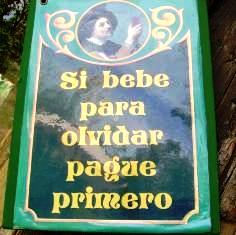 Si bebe
para
olvidar
pague
primero